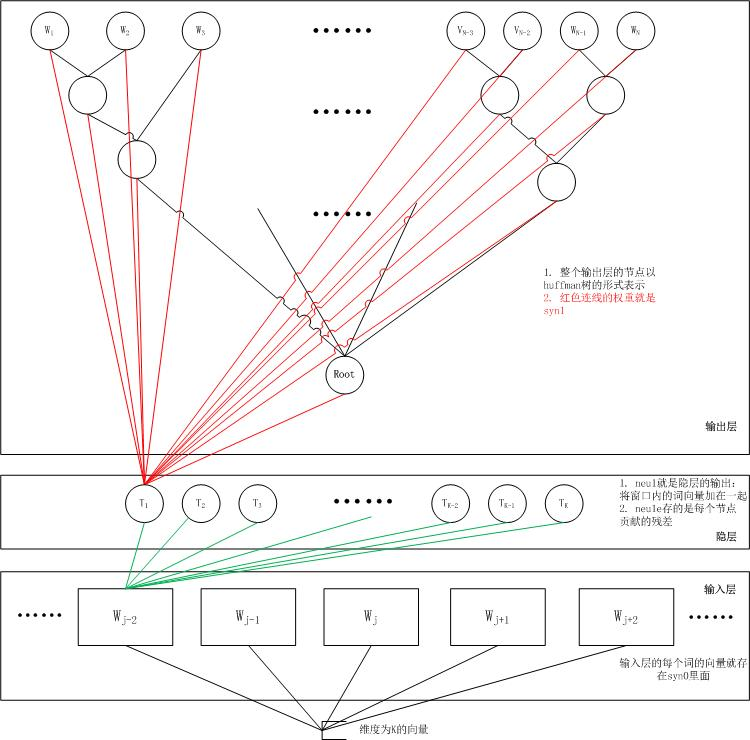 W1 W2 W3 VN-3 VN-2 WN-1 WN
1. 整个输出层的节点以
huffman树的形式表示
2. 红色连线的权重就是
syn1
Root
输出层
1. neu1就是隐层的输出:
将窗口内的词向量加在一起
2. neu1e存的是每个节点
贡献的残差
T1 T2 T3 TK-2 TK-1 TK
隐层
输入层
Wj-2 Wj-1 Wj Wj+1 Wj+2
输入层的每个词的向量就存
在syn0里面
维度为K的向量